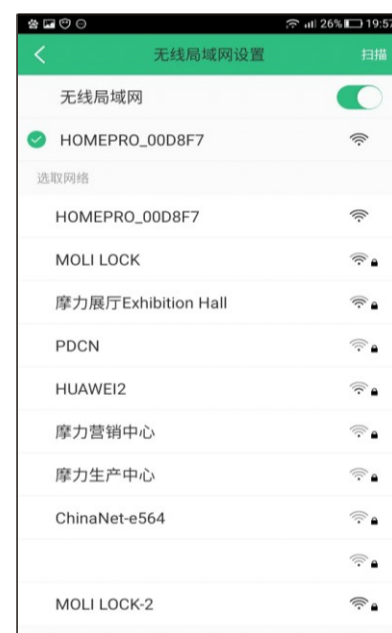 26% 19:57
无线局域网设置 扫描
无线局域网
HOMEPRO_00D8F7
选取网络
HOMEPRO_00D8F7
MOLI LOCK
摩力展厅Exhibition Hall
PDCN
HUAWEI2
摩力营销中心
摩力生产中心
ChinaNet-e564
MOLI LOCK-2